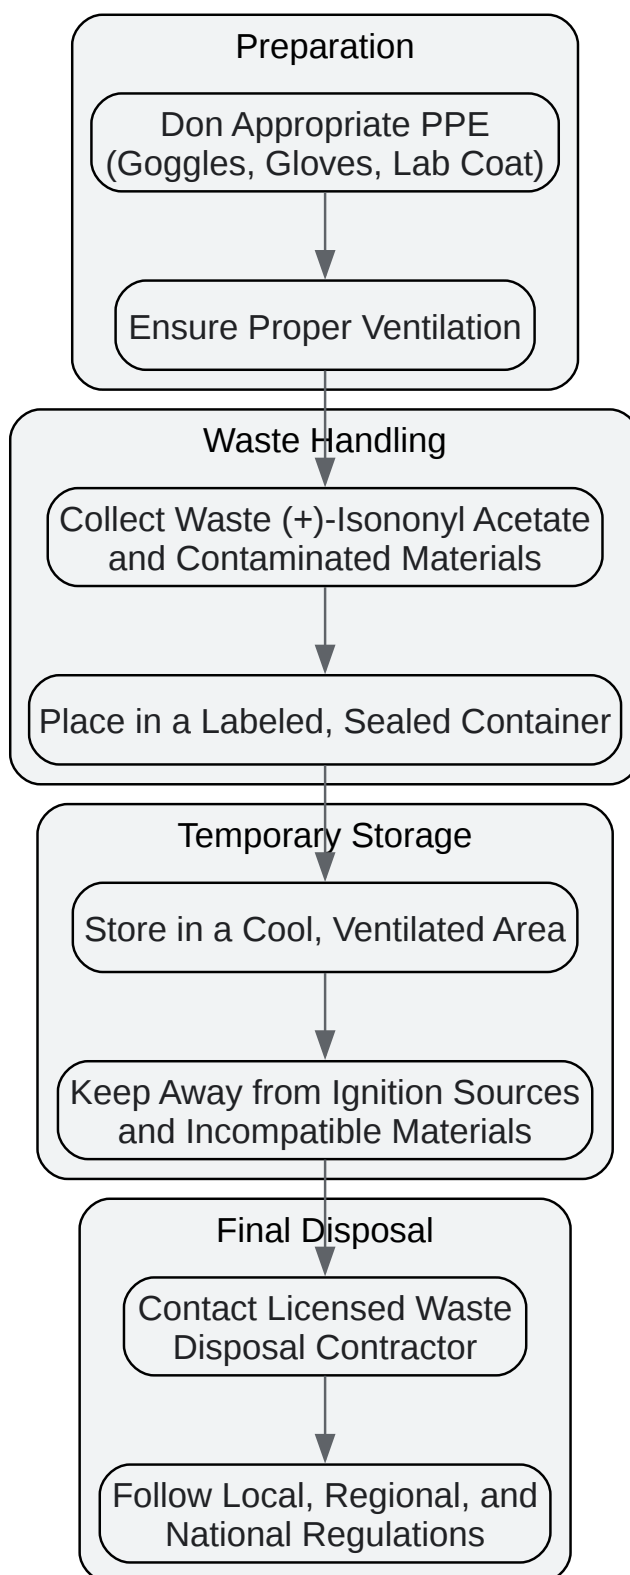 Preparation
Don Appropriate PPE
(Goggles, Gloves, Lab Coat)
Ensure Proper Ventilation
Waste Handling
Collect Waste (+)-Isononyl Acetate
and Contaminated Materials
Place in a Labeled, Sealed Container
Temporary Storage
Store in a Cool, Ventilated Area
Keep Away from Ignition Sources
and Incompatible Materials
Final Disposal
Contact Licensed Waste
Disposal Contractor
Follow Local, Regional, and
National Regulations